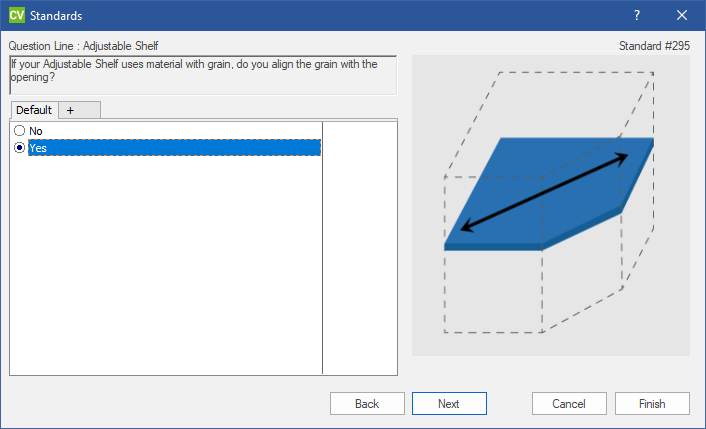 CV Standards
Question Line : Adjustable Shelf
Standard #295
If your Adjustable Shelf uses material with grain, do you align the grain with the
opening?
Default +
No
Yes
Back Next Cancel Finish